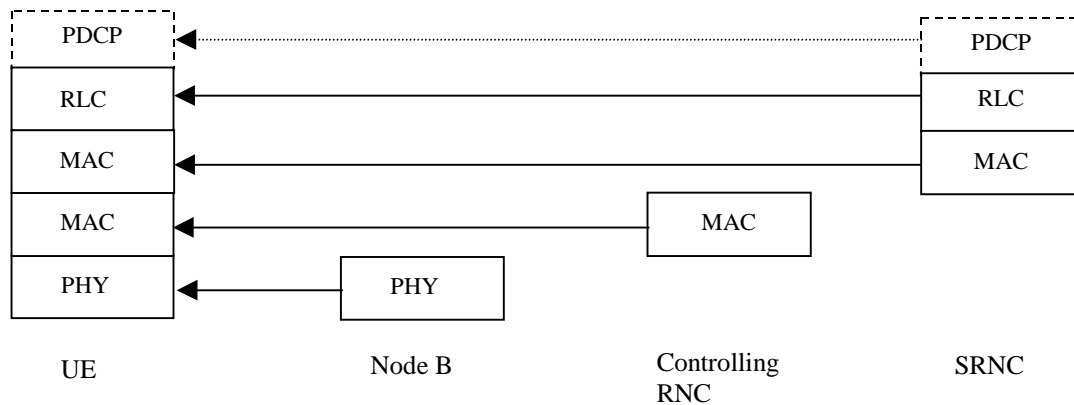 PDCP
PDCP
RLC
RLC
MAC
MAC
MAC
MAC
PHY
PHY
UE
Node B
Controlling
RNC
SRNC